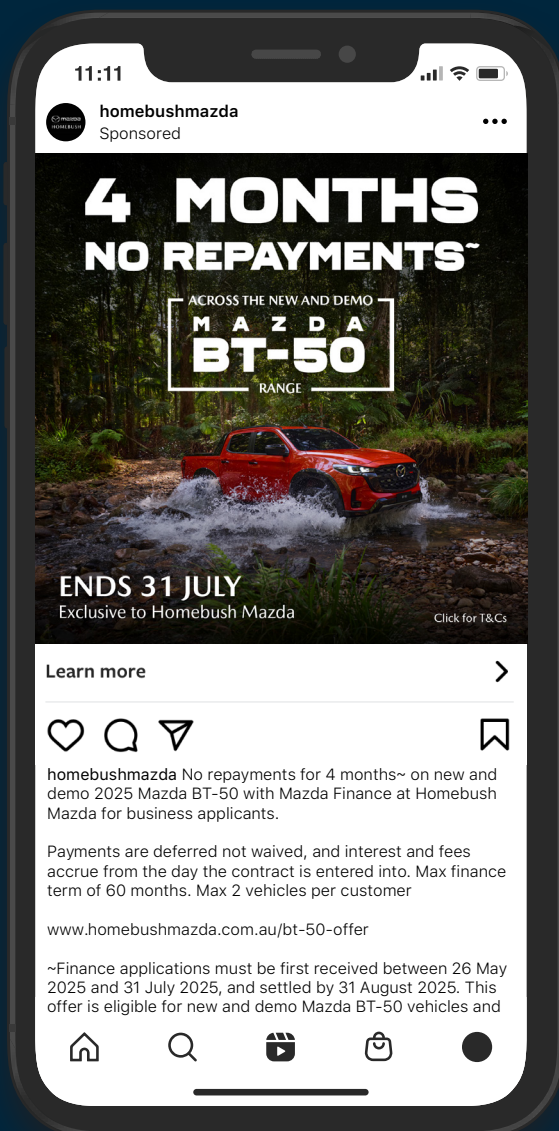 11:11
homebushmazda
Sponsored
mazda
HOMEBUSH
4 MONTHS
NO REPAYMENTS~
ACROSS THE NEW AND DEMO
MAZDA
BT-50
RANGE
ENDS 31 JULY
Exclusive to Homebush Mazda
Click for T&Cs
Learn more
homebushmazda No repayments for 4 months~ on new and
demo 2025 Mazda BT-50 with Mazda Finance at Homebush
Mazda for business applicants.
Payments are deferred not waived, and interest and fees
accrue from the day the contract is entered into. Max finance
term of 60 months. Max 2 vehicles per customer
www.homebushmazda.com.au/bt-50-offer
~Finance applications must be first received between 26 May
2025 and 31 July 2025, and settled by 31 August 2025. This
offer is eligible for new and demo Mazda BT-50 vehicles and